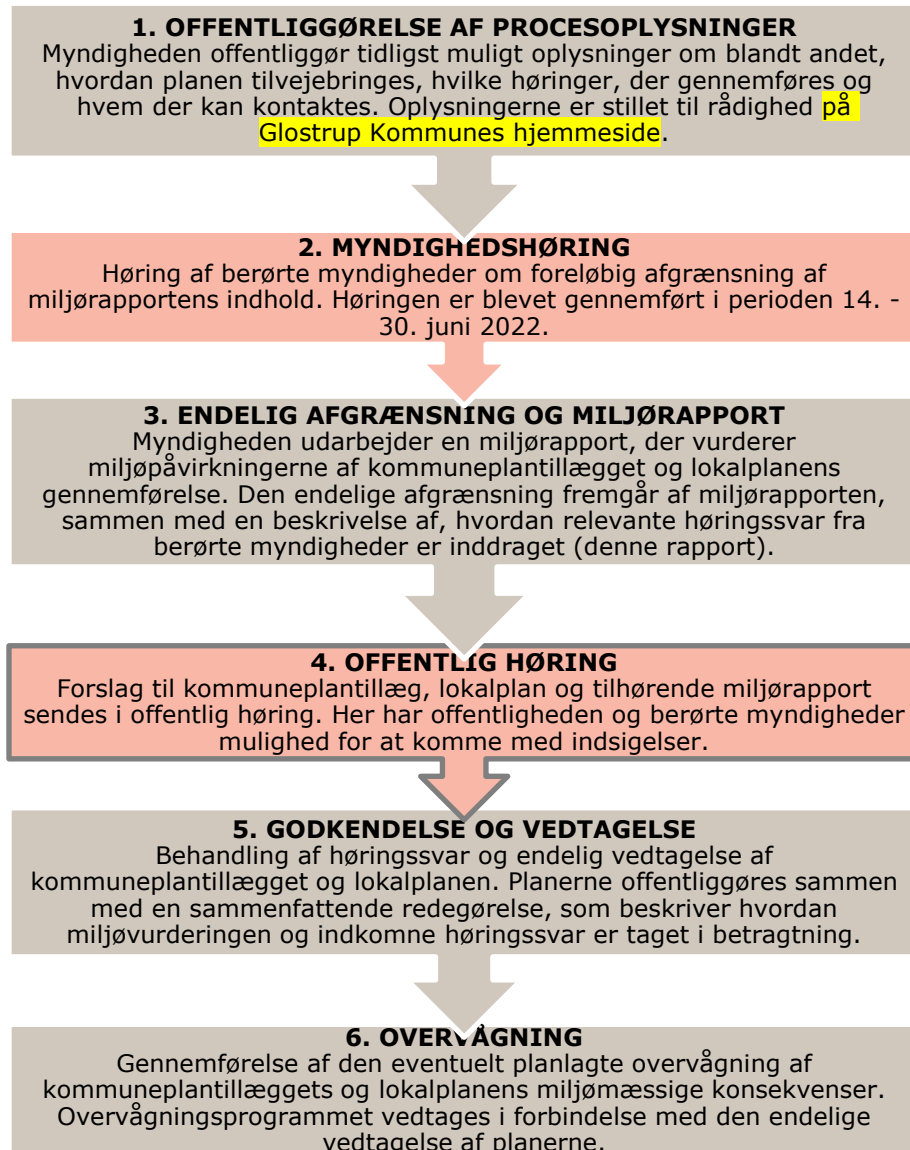 1. OFFENTLIGGØRELSE AF PROCESOPLYSNINGER
Myndigheden offentliggør tidligst muligt oplysninger om blandt andet,
hvordan planen tilvejebringes, hvilke høringer, der gennemføres og
hvem der kan kontaktes. Oplysningerne er stillet til rådighed på
Glostrup Kommunes hjemmeside.
2. MYNDIGHEDSHØRING
Høring af berørte myndigheder om foreløbig afgrænsning af
miljørapportens indhold. Høringen er blevet gennemført i perioden 14. -
30. juni 2022.
3. ENDELIG AFGRÆNSNING OG MILJØRAPPORT
Myndigheden udarbejder en miljørapport, der vurderer
miljøpåvirkningerne af kommuneplantillægget og lokalplanens
gennemførelse. Den endelige afgrænsning fremgår af miljørapporten,
sammen med en beskrivelse af, hvordan relevante høringssvar fra
berørte myndigheder er inddraget (denne rapport).
4. OFFENTLIG HØRING
Forslag til kommuneplantillæg, lokalplan og tilhørende miljørapport
sendes i offentlig høring. Her har offentligheden og berørte myndigheder
mulighed for at komme med indsigelser.
5. GODKENDELSE OG VEDTAGELSE
Behandling af høringssvar og endelig vedtagelse af
kommuneplantillægget og lokalplanen. Planerne offentliggøres sammen
med en sammenfattende redegørelse, som beskriver hvordan
miljøvurderingen og indkomne høringssvar er taget i betragtning.
6. OVERVÅGNING
Gennemførelse af den eventuelt planlagte overvågning af
kommuneplantillæggets og lokalplanens miljømæssige konsekvenser.
Overvågningsprogrammet vedtages i forbindelse med den endelige
vedtagelse af planerne.